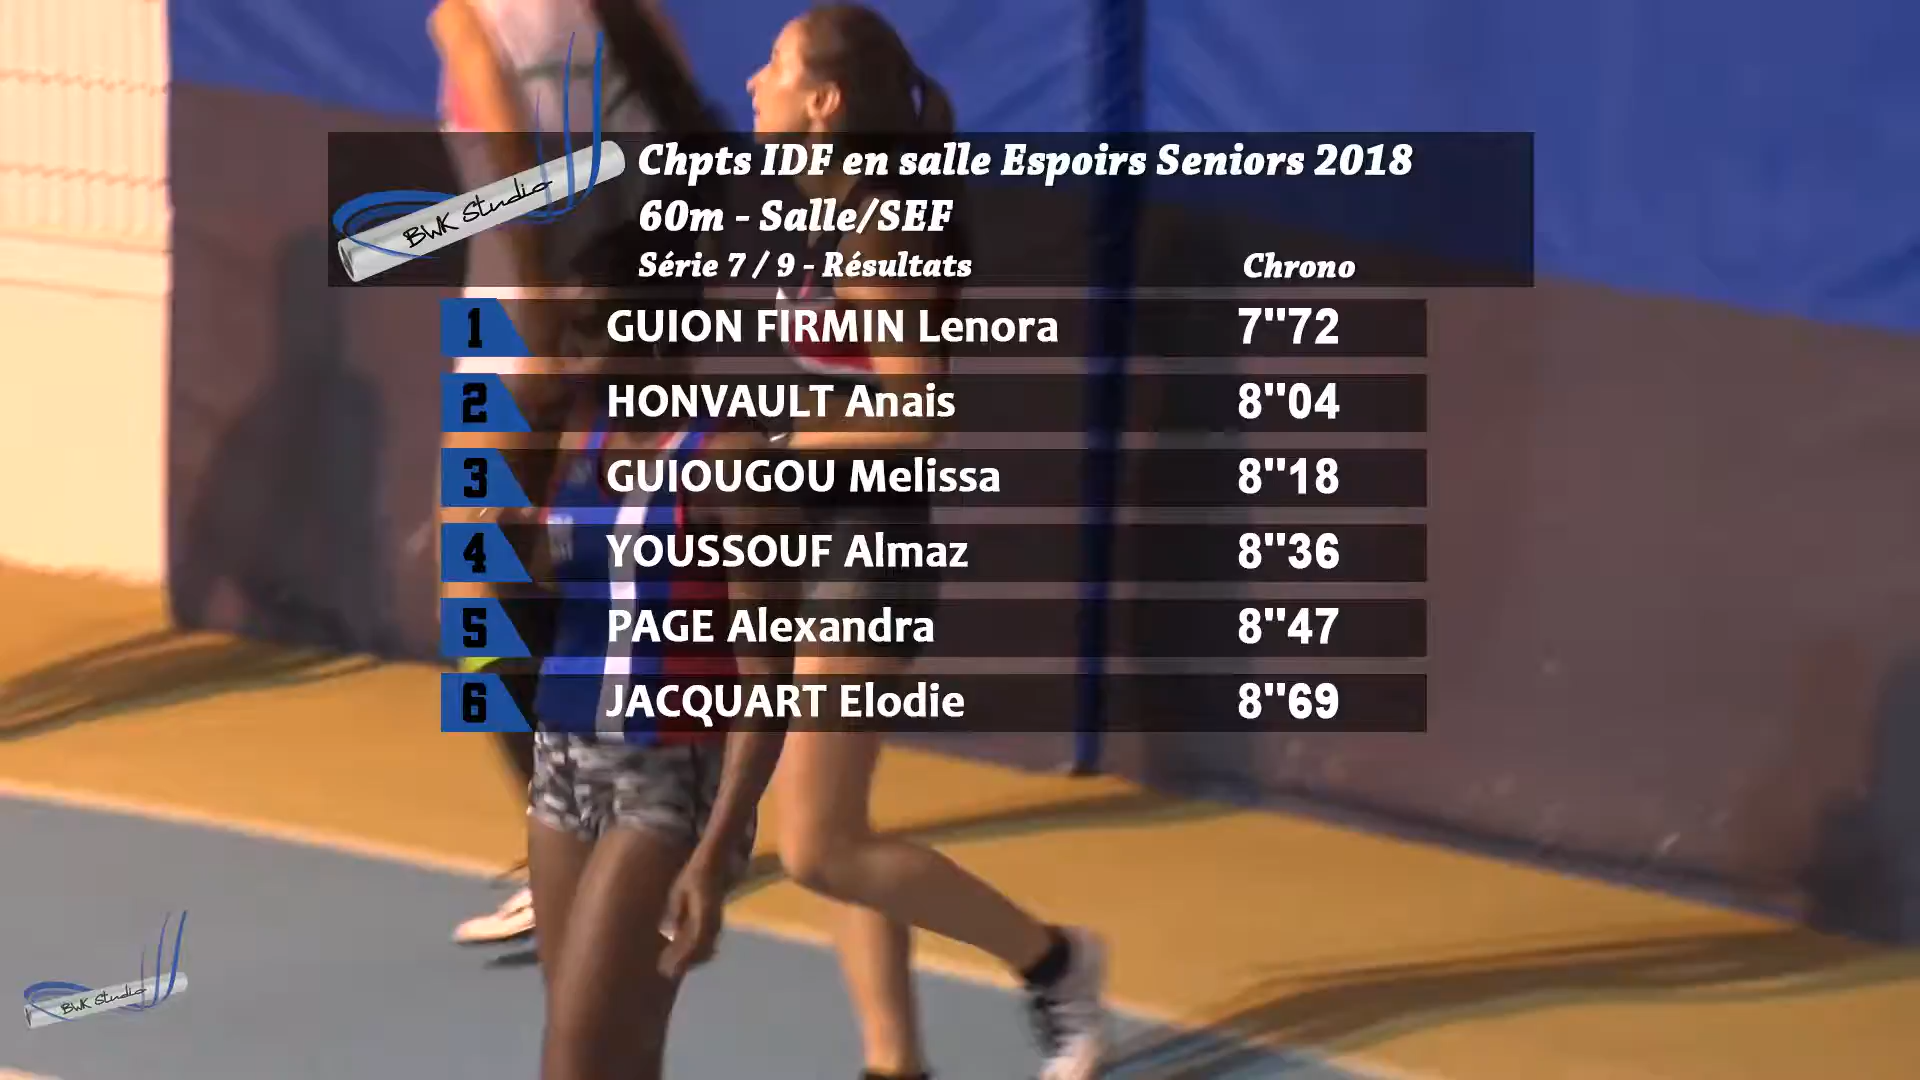 Chpts IDF en salle Espoirs Seniors 2018
60m - Salle/SEF
Série 7 / 9 - Résultats Chrono
BWK Studio
1 GUION FIRMIN Lenora 7"72
2 HONVAULT Anais 8"04
3 GUIOUGOU Melissa 8"18
4 YOUSSOUF Almaz 8"36
5 PAGE Alexandra 8"47
6 JACQUART Elodie 8"69
BWK Studio